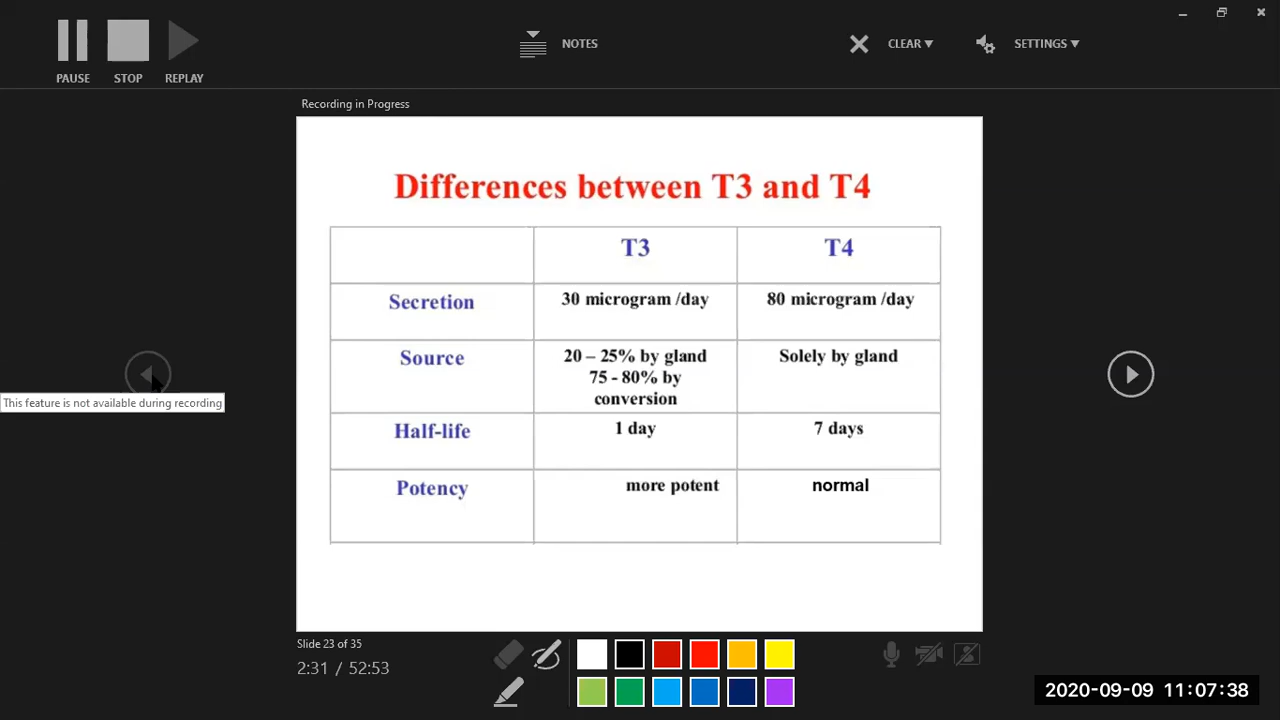 PAUSE STOP REPLAY
NOTES
CLEAR
SETTINGS
Recording in Progress
Differences between T3 and T4
T3 T4
Secretion 30 microgram /day 80 microgram /day
Source 20 – 25% by gland Solely by gland
75 - 80% by
conversion
Half-life 1 day 7 days
Potency more potent normal
This feature is not available during recording
Slide 23 of 35
2:31 / 52:53
2020-09-09 11:07:38